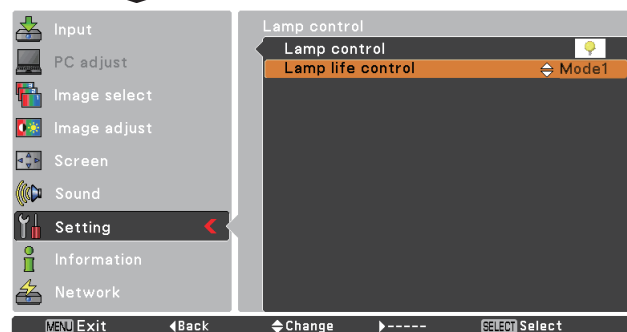 Input
PC adjust
Image select
Image adjust
Screen
Sound
Setting
Information
Network
Lamp control
Lamp control
Lamp life control Mode1
MENU Exit Back Change ----- SELECT Select